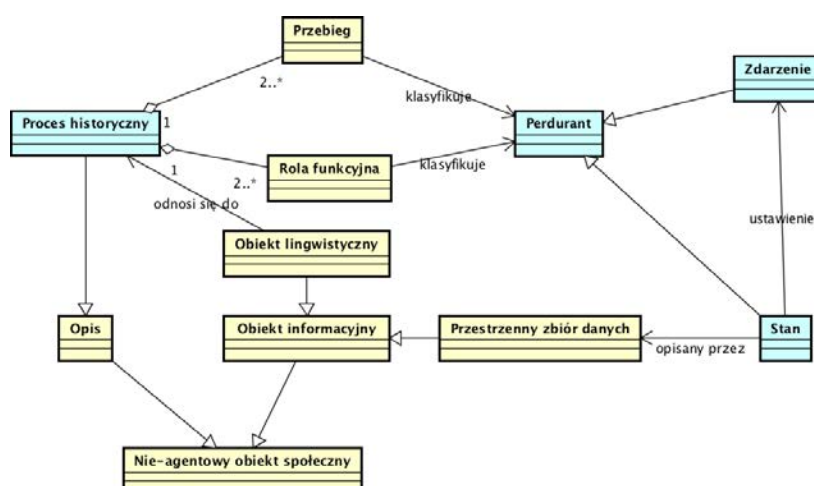 Przebieg
Zdarzenie
2..*
klasyfikuje
Proces historyczny
1
Perdurant
Rola funkcyjna
klasyfikuje
1
2..*
odnosi się do
ustawienie
Obiekt lingwistyczny
Opis
Obiekt informacyjny
Przestrzenny zbiór danych
Stan
opisany przez
Nie-agentowy obiekt społeczny